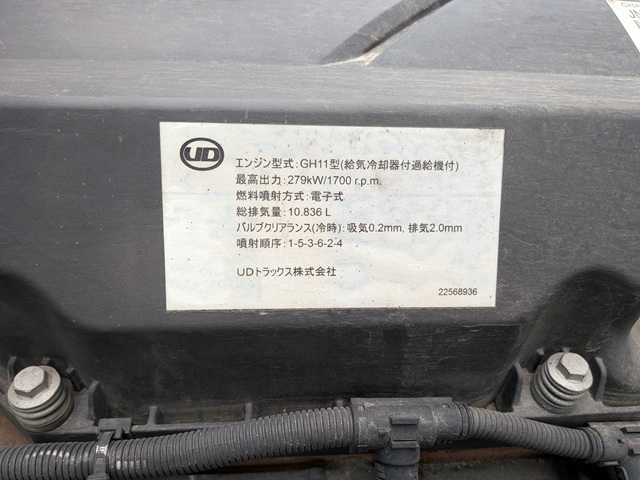 CHA
UD
エンジン型式:GH11型(給気冷却器付過給機付)
最高出力:279kW/1700 r.p.m.
燃料噴射方式:電子式
総排気量:10.836 L
バルブクリアランス(冷時):吸気0.2mm, 排気2.0mm
噴射順序:1-5-3-6-2-4
UDトラックス株式会社
22568936